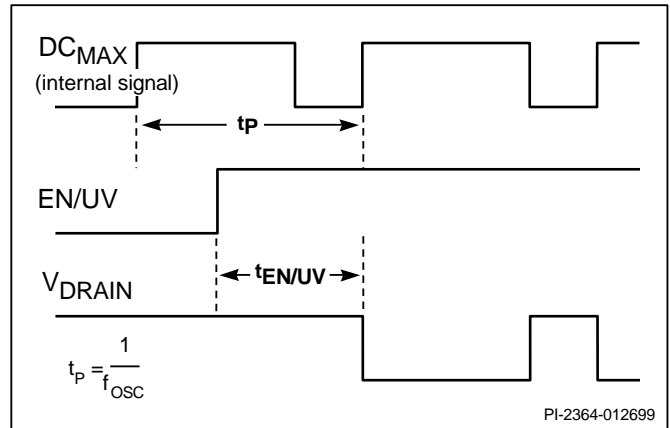 DCMAX
(internal signal)
tP
EN/UV
tEN/UV
VDRAIN
tP = 1
fOSC
PI-2364-012699